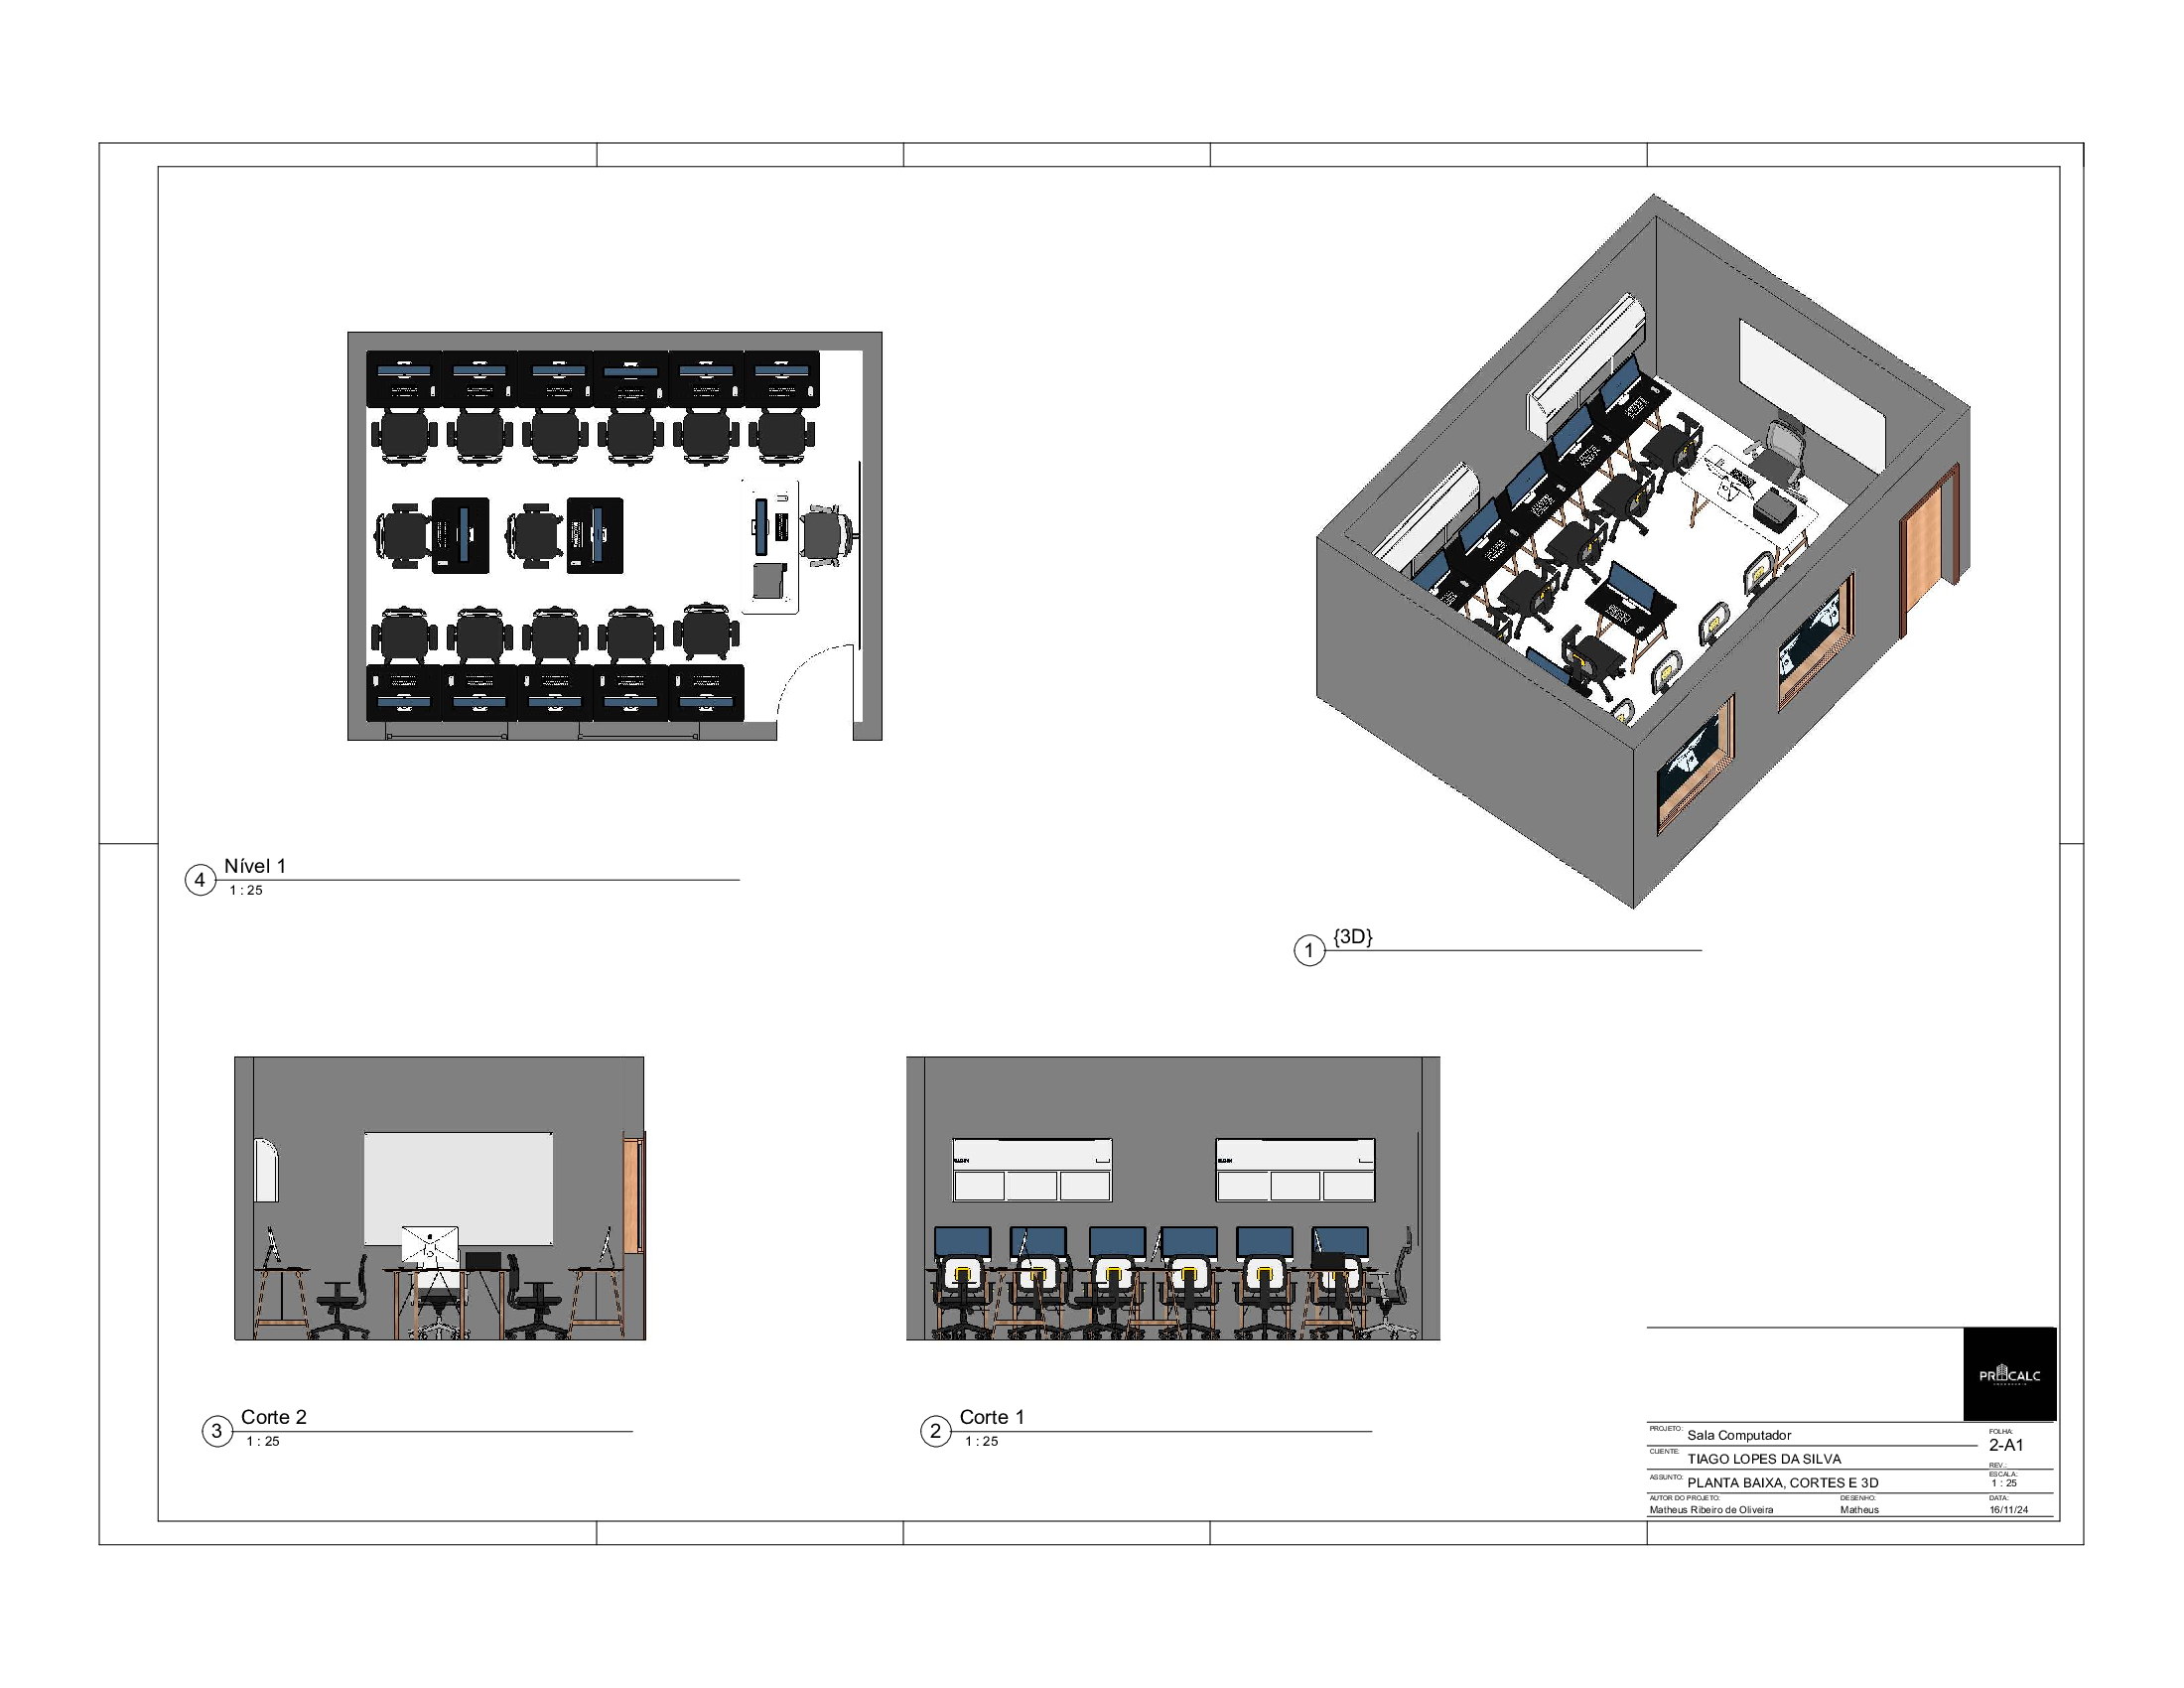 4
Nível 1
1 : 25
1
{3D}
3
Corte 2
1 : 25
2
Corte 1
1 : 25
PROJETO:
Sala Computador
FOLHA:
2-A1
CLIENTE:
TIAGO LOPES DA SILVA
REV.:
ASSUNTO:
PLANTA BAIXA, CORTES E 3D
ESCALA:
1 : 25
AUTOR DO PROJETO:
Matheus Ribeiro de Oliveira
DESENHO:
Matheus
DATA:
16/11/24